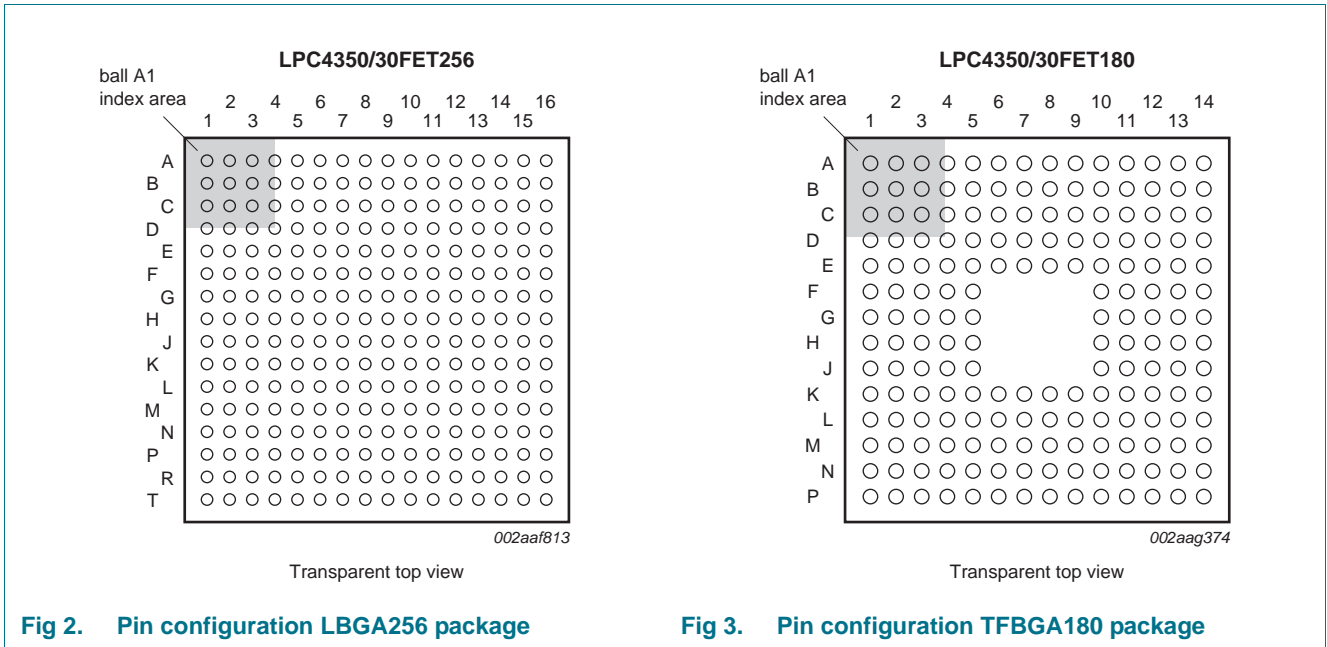 LPC4350/30FET256
ball A1
index area
2 4 6 8 10 12 14 16
1 3 5 7 9 11 13 15
A
B
C
D
E
F
G
H
J
K
L
M
N
P
R
T
002aaf813
Transparent top view
Fig 2. Pin configuration LBGA256 package
LPC4350/30FET180
ball A1
index area
2 4 6 8 10 12 14
1 3 5 7 9 11 13
A
B
C
D
E
F
G
H
J
K
L
M
N
P
002aag374
Transparent top view
Fig 3. Pin configuration TFBGA180 package